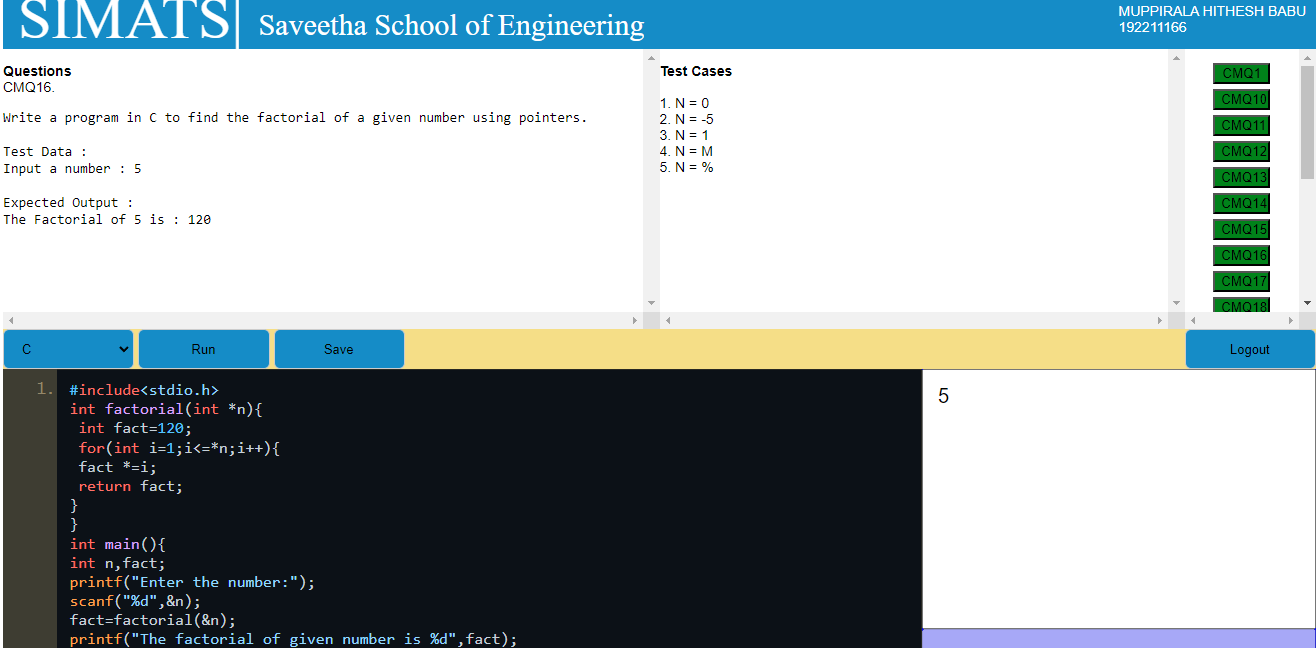 SIMATS
Saveetha School of Engineering
MUPPIRALA HITHESH BABU
192211166
Questions
CMQ16.
Write a program in C to find the factorial of a given number using pointers.
Test Data :
Input a number : 5
Expected Output :
The Factorial of 5 is : 120
Test Cases
1. N = 0
2. N = -5
3. N = 1
4. N = M
5. N = %
CMQ1
CMQ10
CMQ11
CMQ12
CMQ13
CMQ14
CMQ15
CMQ16
CMQ17
CMQ18
C
Run
Save
Logout
1. #include<stdio.h>
int factorial(int *n){
int fact=120;
for(int i=1;i<=*n;i++){
fact *=i;
return fact;
}
}
int main(){
int n,fact;
printf("Enter the number:");
scanf("%d",&n);
fact=factorial(&n);
printf("The factorial of given number is %d",fact);
5